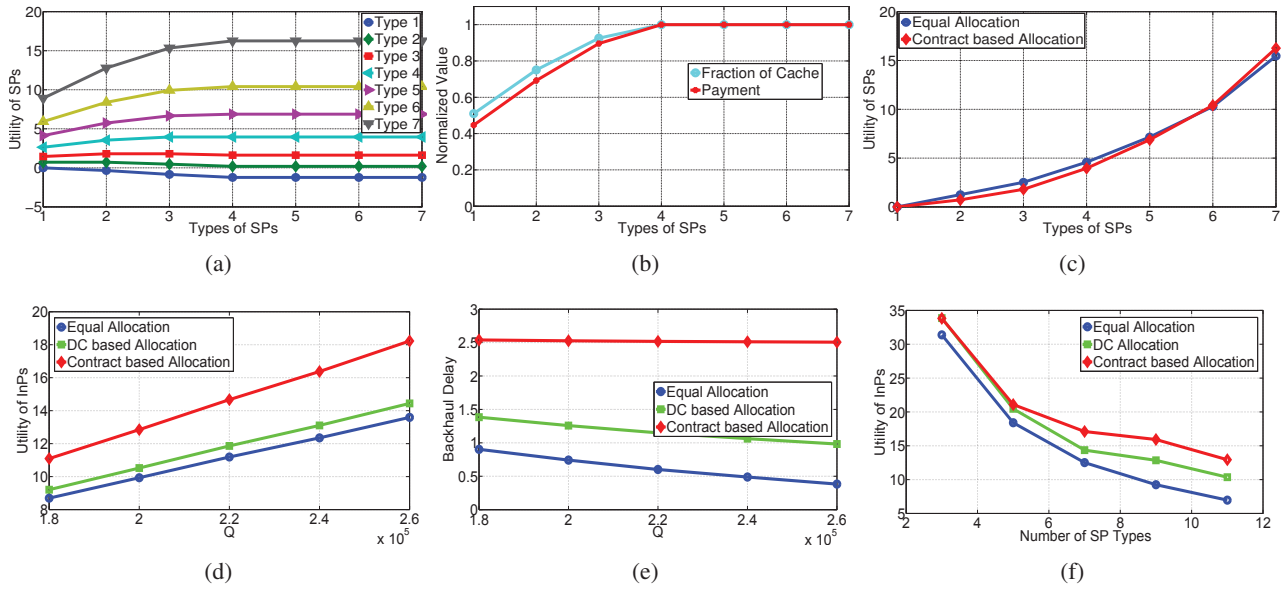 20
15
10
5
0
−5
Utility of SPs
1 2 3 4 5 6 7
Types of SPs
Type 1
Type 2
Type 3
Type 4
Type 5
Type 6
Type 7
(a)
1
0.8
0.6
0.4
0.2
0
Normalized Value
1 2 3 4 5 6 7
Types of SPs
Fraction of Cache
Payment
(b)
20
15
10
5
0
Utility of SPs
1 2 3 4 5 6 7
Types of SPs
Equal Allocation
Contract based Allocation
(c)
20
18
16
14
12
10
8
Utility of InPs
1.8 2 2.2 2.4 2.6
Q
x 10^5
Equal Allocation
DC based Allocation
Contract based Allocation
(d)
3
2.5
2
1.5
1
0.5
0
Backhaul Delay
1.8 2 2.2 2.4 2.6
Q
x 10^5
Equal Allocation
DC based Allocation
Contract based Allocation
(e)
35
30
25
20
15
10
5
Utility of InPs
2 4 6 8 10 12
Number of SP Types
Equal Allocation
DC Allocation
Contract based Allocation
(f)